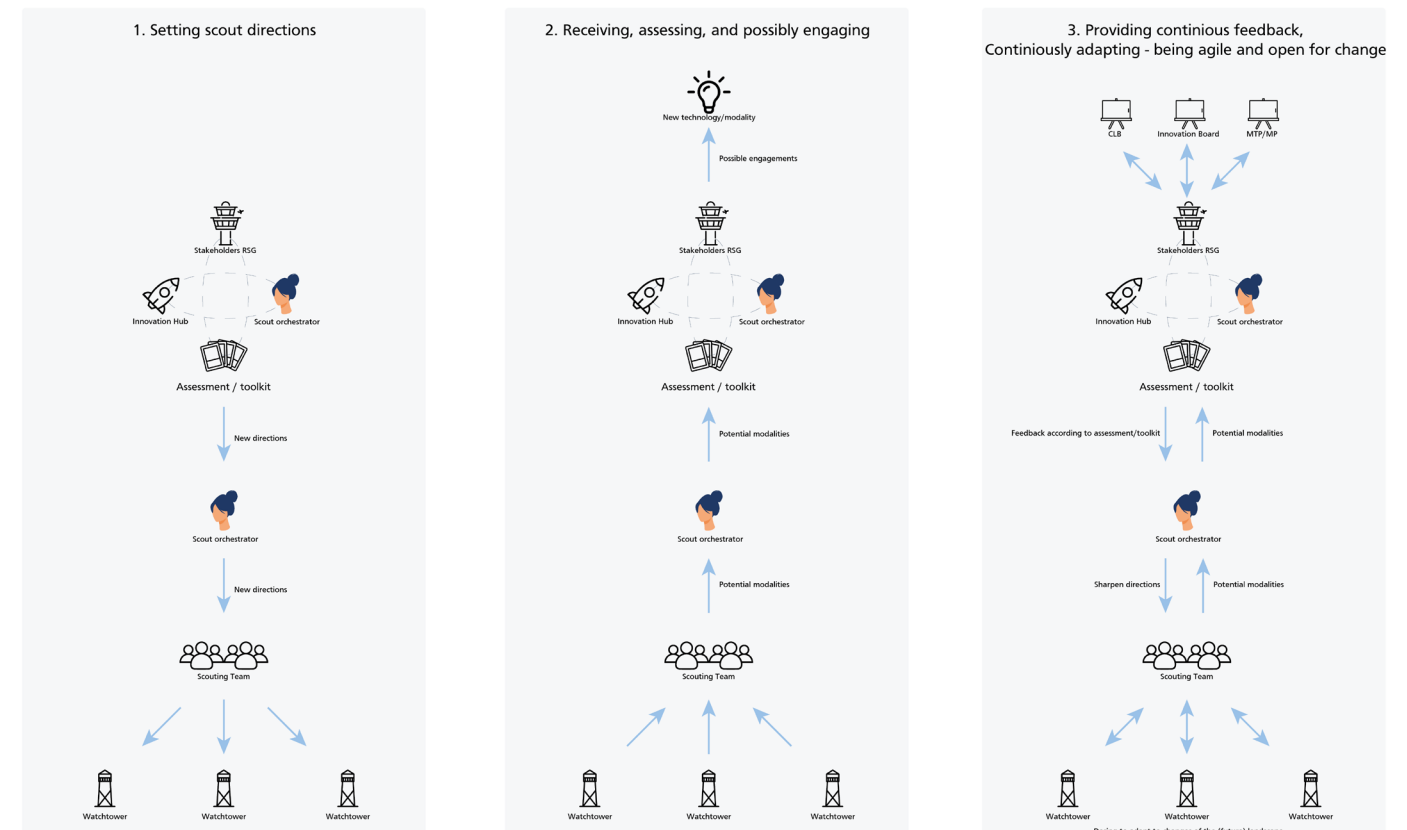 1. Setting scout directions
Stakeholders RSG
Innovation Hub
Scout orchestrator
Assessment / toolkit
New directions
Scout orchestrator
New directions
Scouting Team
Watchtower
Watchtower
Watchtower
2. Receiving, assessing, and possibly engaging
New technology/modality
Possible engagements
Stakeholders RSG
Innovation Hub
Scout orchestrator
Assessment / toolkit
Potential modalities
Scout orchestrator
Potential modalities
Scouting Team
Watchtower
Watchtower
Watchtower
3. Providing continious feedback,
Continiously adapting - being agile and open for change
CLB
Innovation Board
MTP/MP
Stakeholders RSG
Innovation Hub
Scout orchestrator
Assessment / toolkit
Feedback according to assessment/toolkit
Potential modalities
Scout orchestrator
Sharpen directions
Potential modalities
Scouting Team
Watchtower
Watchtower
Watchtower